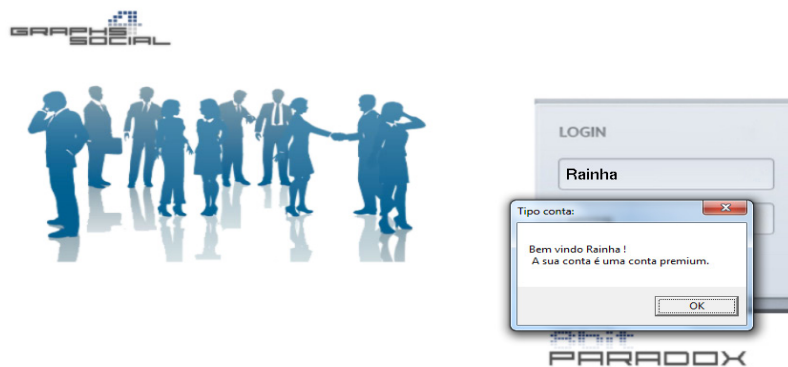 GRAPHS
SOCIAL
LOGIN
Rainha
Tipo conta:
Bem vindo Rainha !
A sua conta é uma conta premium.
OK
PARADOX